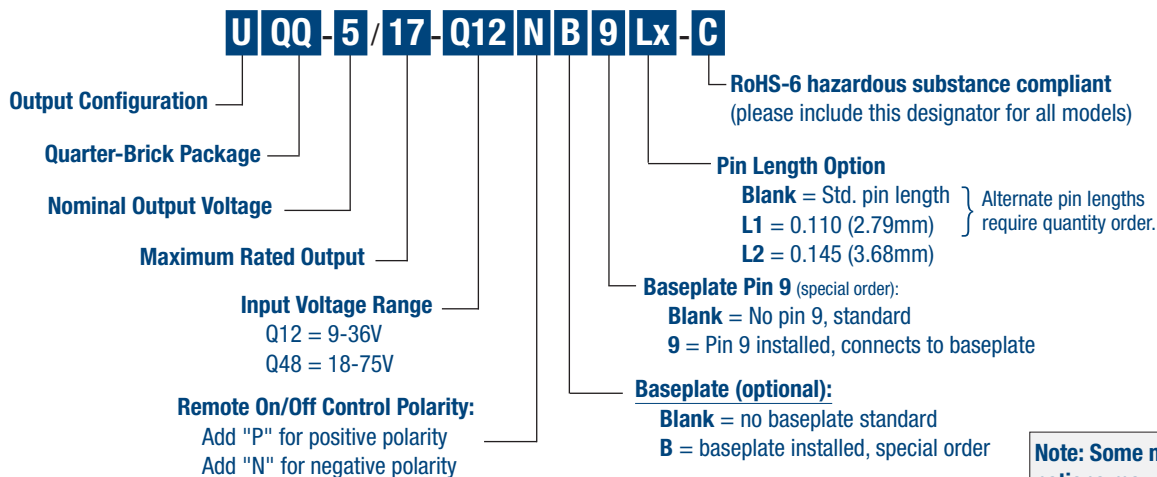 UQQ-5/17-Q12NB9Lx-C
Output Configuration
Quarter-Brick Package
Nominal Output Voltage
Maximum Rated Output
Input Voltage Range
Q12 = 9-36V
Q48 = 18-75V
Remote On/Off Control Polarity:
Add "P" for positive polarity
Add "N" for negative polarity
RoHS-6 hazardous substance compliant
(please include this designator for all models)
Pin Length Option
Blank = Std. pin length
L1 = 0.110 (2.79mm)
L2 = 0.145 (3.68mm)
Alternate pin lengths
require quantity order.
Baseplate Pin 9 (special order):
Blank = No pin 9, standard
9 = Pin 9 installed, connects to baseplate
Baseplate (optional):
Blank = no baseplate standard
B = baseplate installed, special order
Note: Some